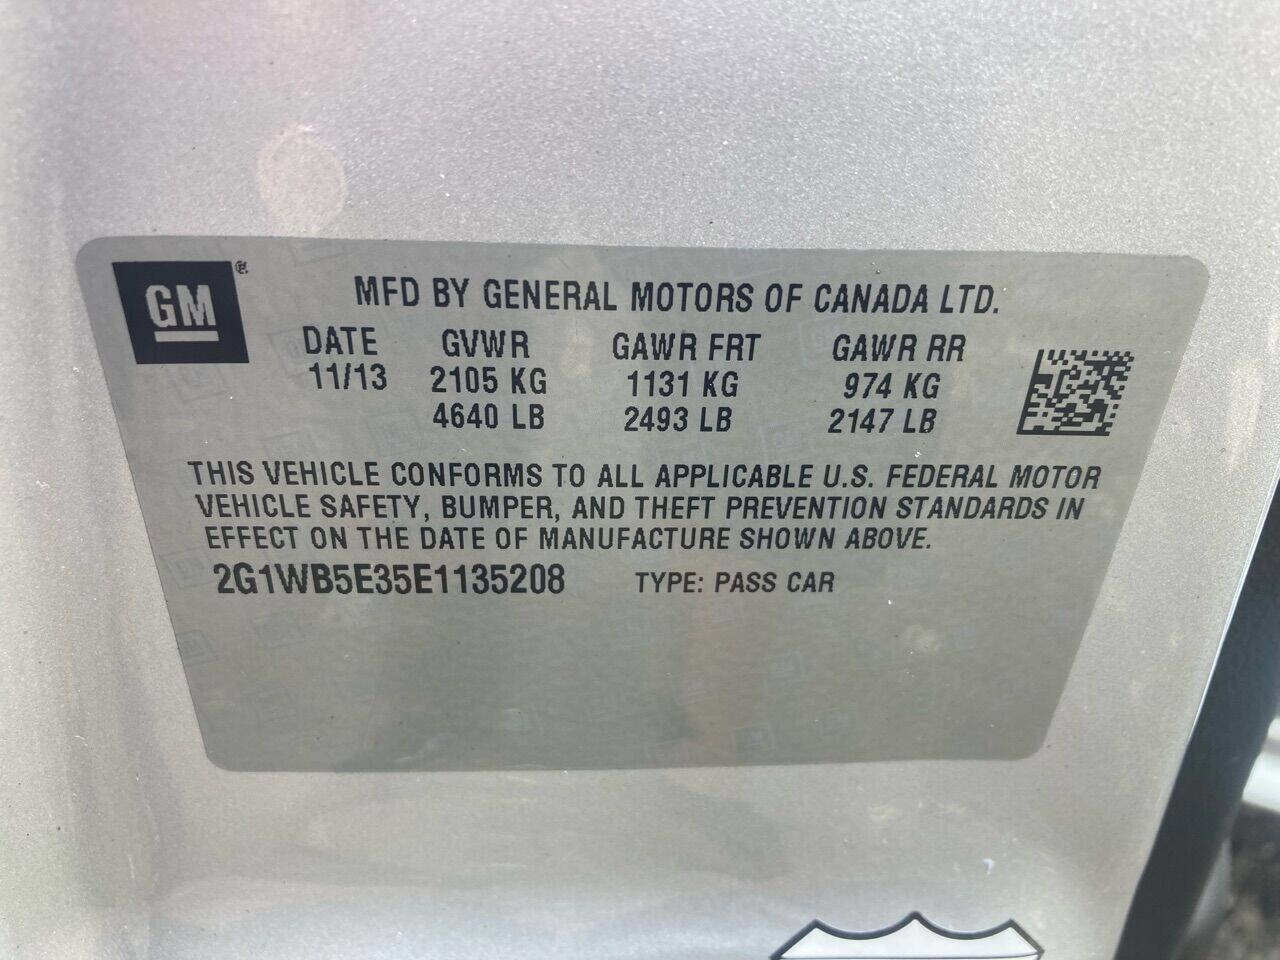 GM
MFD BY GENERAL MOTORS OF CANADA LTD.
DATE GVWR GAWR FRT GAWR RR
11/13 2105 KG 1131 KG 974 KG
4640 LB 2493 LB 2147 LB
THIS VEHICLE CONFORMS TO ALL APPLICABLE U.S. FEDERAL MOTOR
VEHICLE SAFETY, BUMPER, AND THEFT PREVENTION STANDARDS IN
EFFECT ON THE DATE OF MANUFACTURE SHOWN ABOVE.
2G1WB5E35E1135208 TYPE: PASS CAR